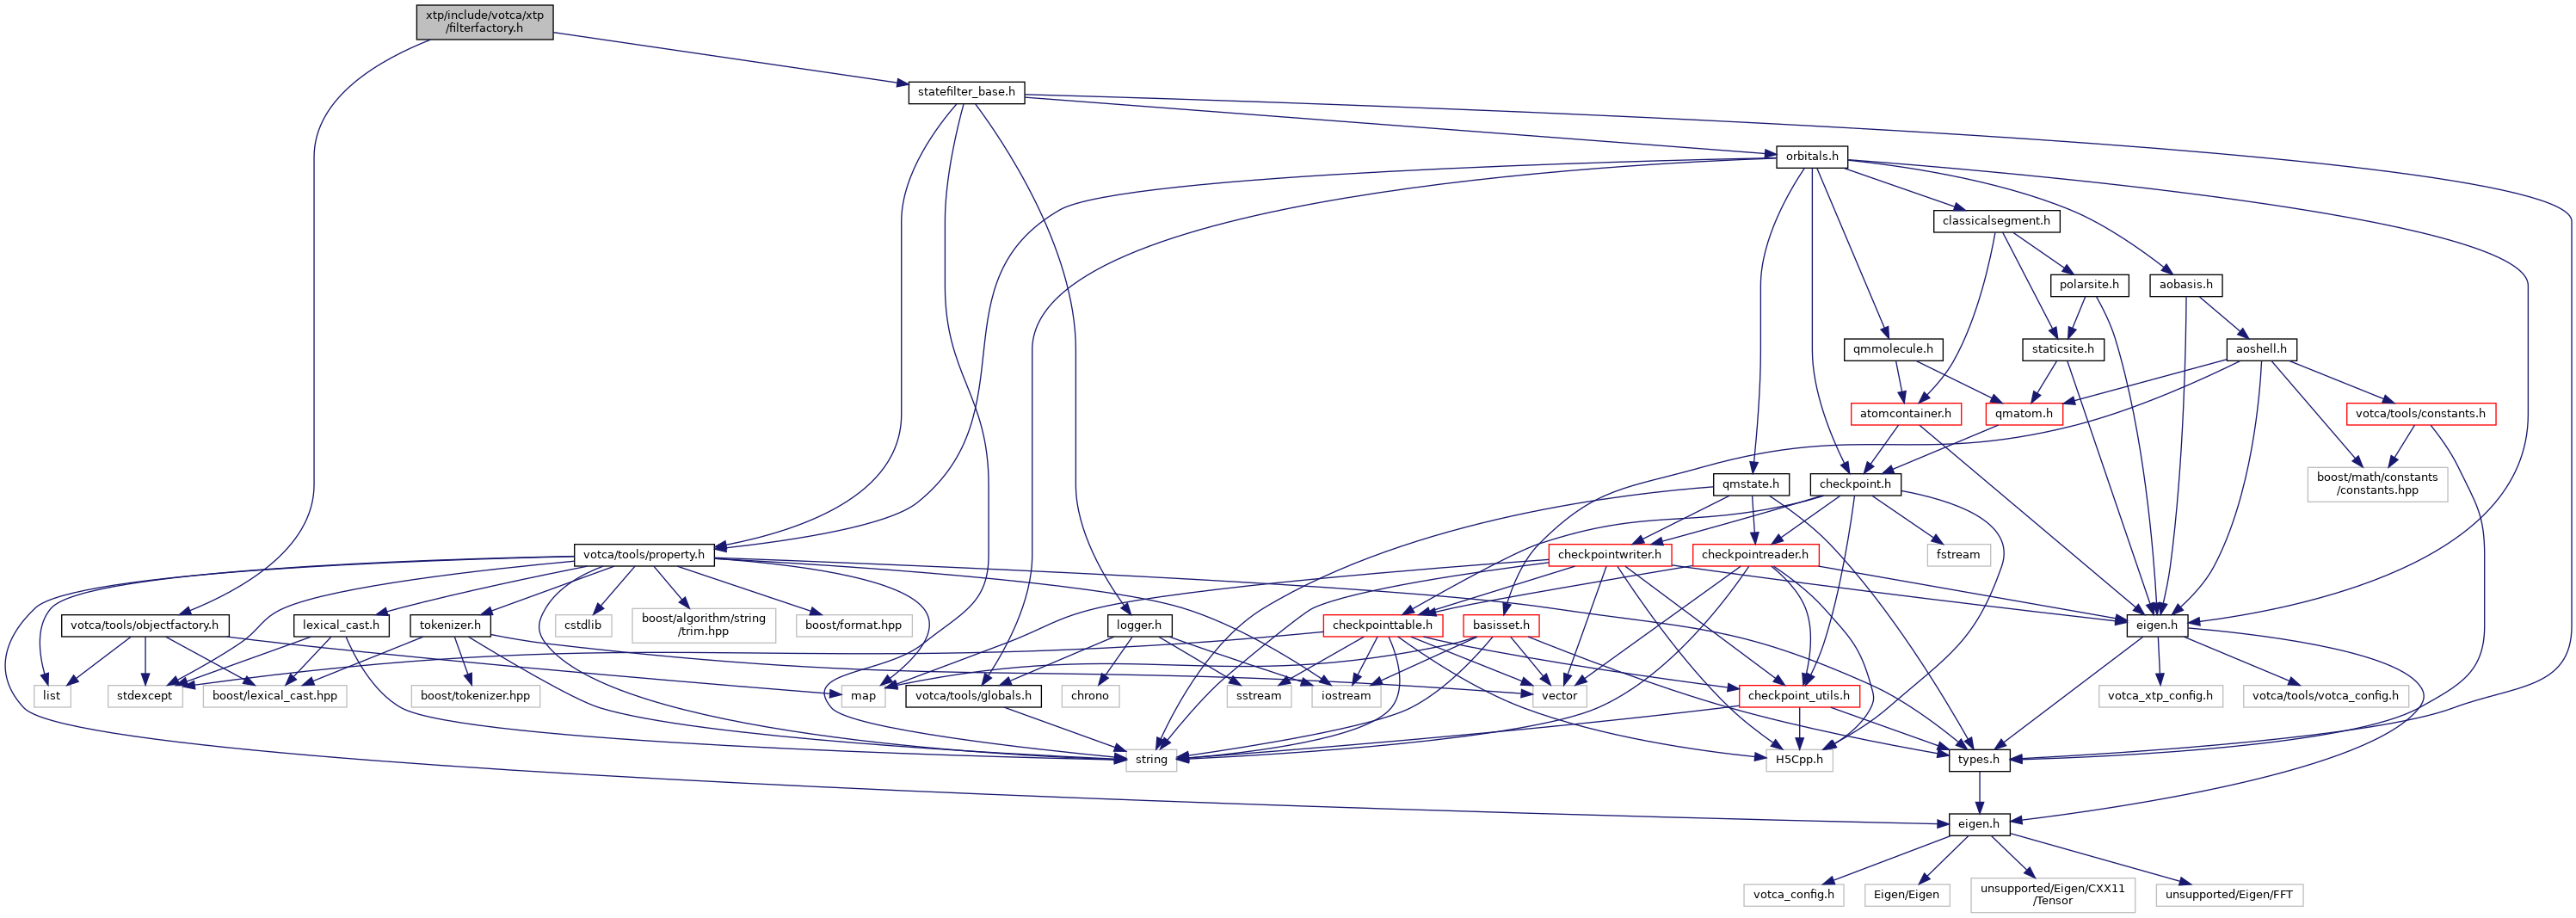 xtp/include/votca/xtp
/filterfactory.h
statefilter_base.h
orbitals.h
classicalsegment.h
polarsite.h
aobasis.h
qmmolecule.h
staticsite.h
aoshell.h
atomcontainer.h
qmatom.h
votca/tools/constants.h
qmstate.h
checkpoint.h
boost/math/constants
/constants.hpp
votca/tools/property.h
checkpointwriter.h
checkpointreader.h
fstream
votca/tools/objectfactory.h
lexical_cast.h
tokenizer.h
cstdlib
boost/algorithm/string
/trim.hpp
boost/format.hpp
logger.h
checkpointtable.h
basisset.h
eigen.h
list
stdexcept
boost/lexical_cast.hpp
boost/tokenizer.hpp
map
votca/tools/globals.h
chrono
sstream
iostream
vector
checkpoint_utils.h
votca_xtp_config.h
votca/tools/votca_config.h
string
H5Cpp.h
types.h
eigen.h
votca_config.h
Eigen/Eigen
unsupported/Eigen/CXX11
/Tensor
unsupported/Eigen/FFT